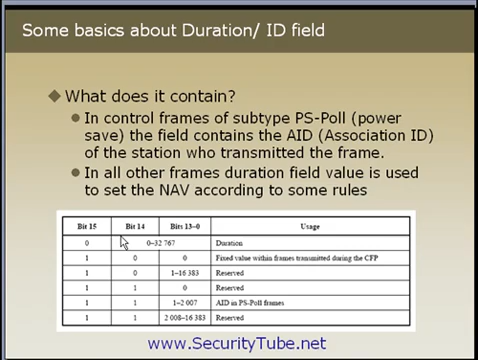 Some basics about Duration/ ID field
What does it contain?
In control frames of subtype PS-Poll (power
save) the field contains the AID (Association ID)
of the station who transmitted the frame.
In all other frames duration field value is used
to set the NAV according to some rules
Bit 15 Bit 14 Bits 13–0 Usage
0 0–32 767 Duration
1 0 0 Fixed value within frames transmitted during the CFP
1 0 1–16 383 Reserved
1 1 0 Reserved
1 1 1–2 007 AID in PS-Poll frames
1 1 2 008–16 383 Reserved
www.SecurityTube.net